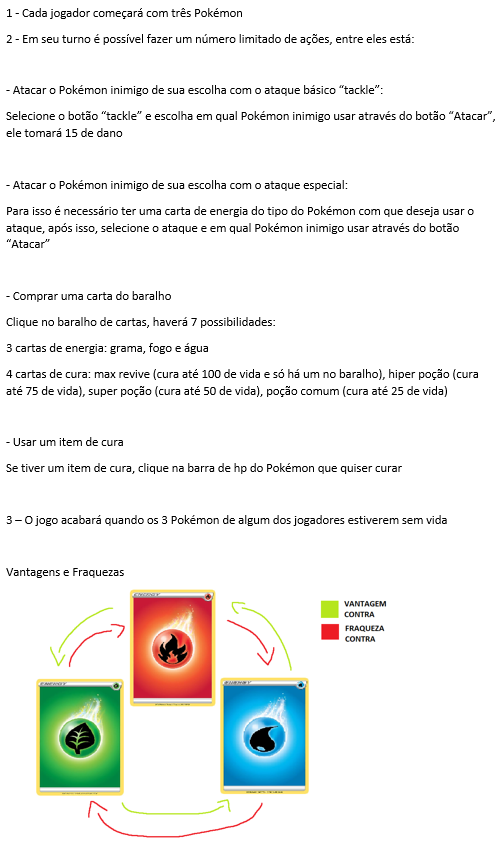 1 - Cada jogador começará com três Pokémon
2 - Em seu turno é possível fazer um número limitado de ações, entre eles está:
- Atacar o Pokémon inimigo de sua escolha com o ataque básico “tackle”:
Selecione o botão “tackle” e escolha em qual Pokémon inimigo usar através do botão “Atacar”,
ele tomará 15 de dano
- Atacar o Pokémon inimigo de sua escolha com o ataque especial:
Para isso é necessário ter uma carta de energia do tipo do Pokémon com que deseja usar o
ataque, após isso, selecione o ataque e em qual Pokémon inimigo usar através do botão
“Atacar”
- Comprar uma carta do baralho
Clique no baralho de cartas, haverá 7 possibilidades:
3 cartas de energia: grama, fogo e água
4 cartas de cura: max revive (cura até 100 de vida e só há um no baralho), hiper poção (cura
até 75 de vida), super poção (cura até 50 de vida), poção comum (cura até 25 de vida)
- Usar um item de cura
Se tiver um item de cura, clique na barra de hp do Pokémon que quiser curar
3 – O jogo acabará quando os 3 Pokémon de algum dos jogadores estiverem sem vida
Vantagens e Fraquezas
ENERGY
VANTAGEM
CONTRA
FRAQUEZA
CONTRA
ENERGY
ENERGY